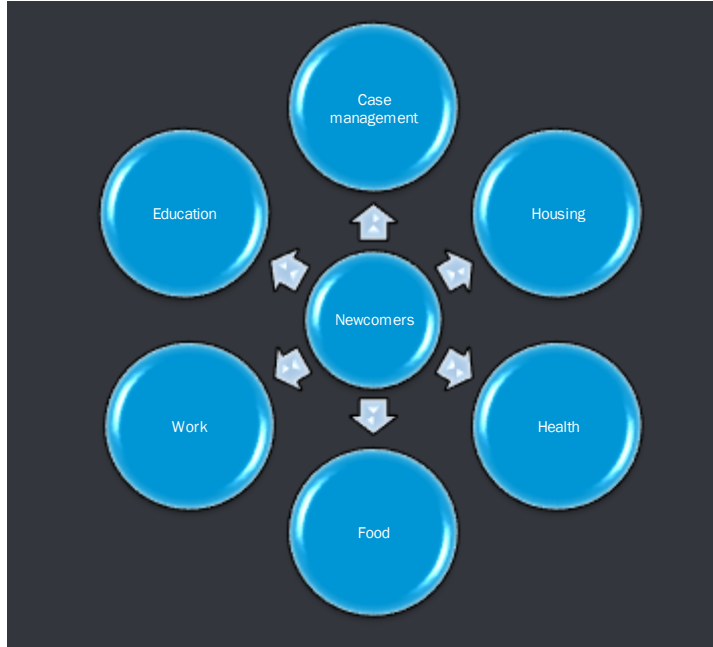 Case
management
Education
Housing
Newcomers
Work
Health
Food